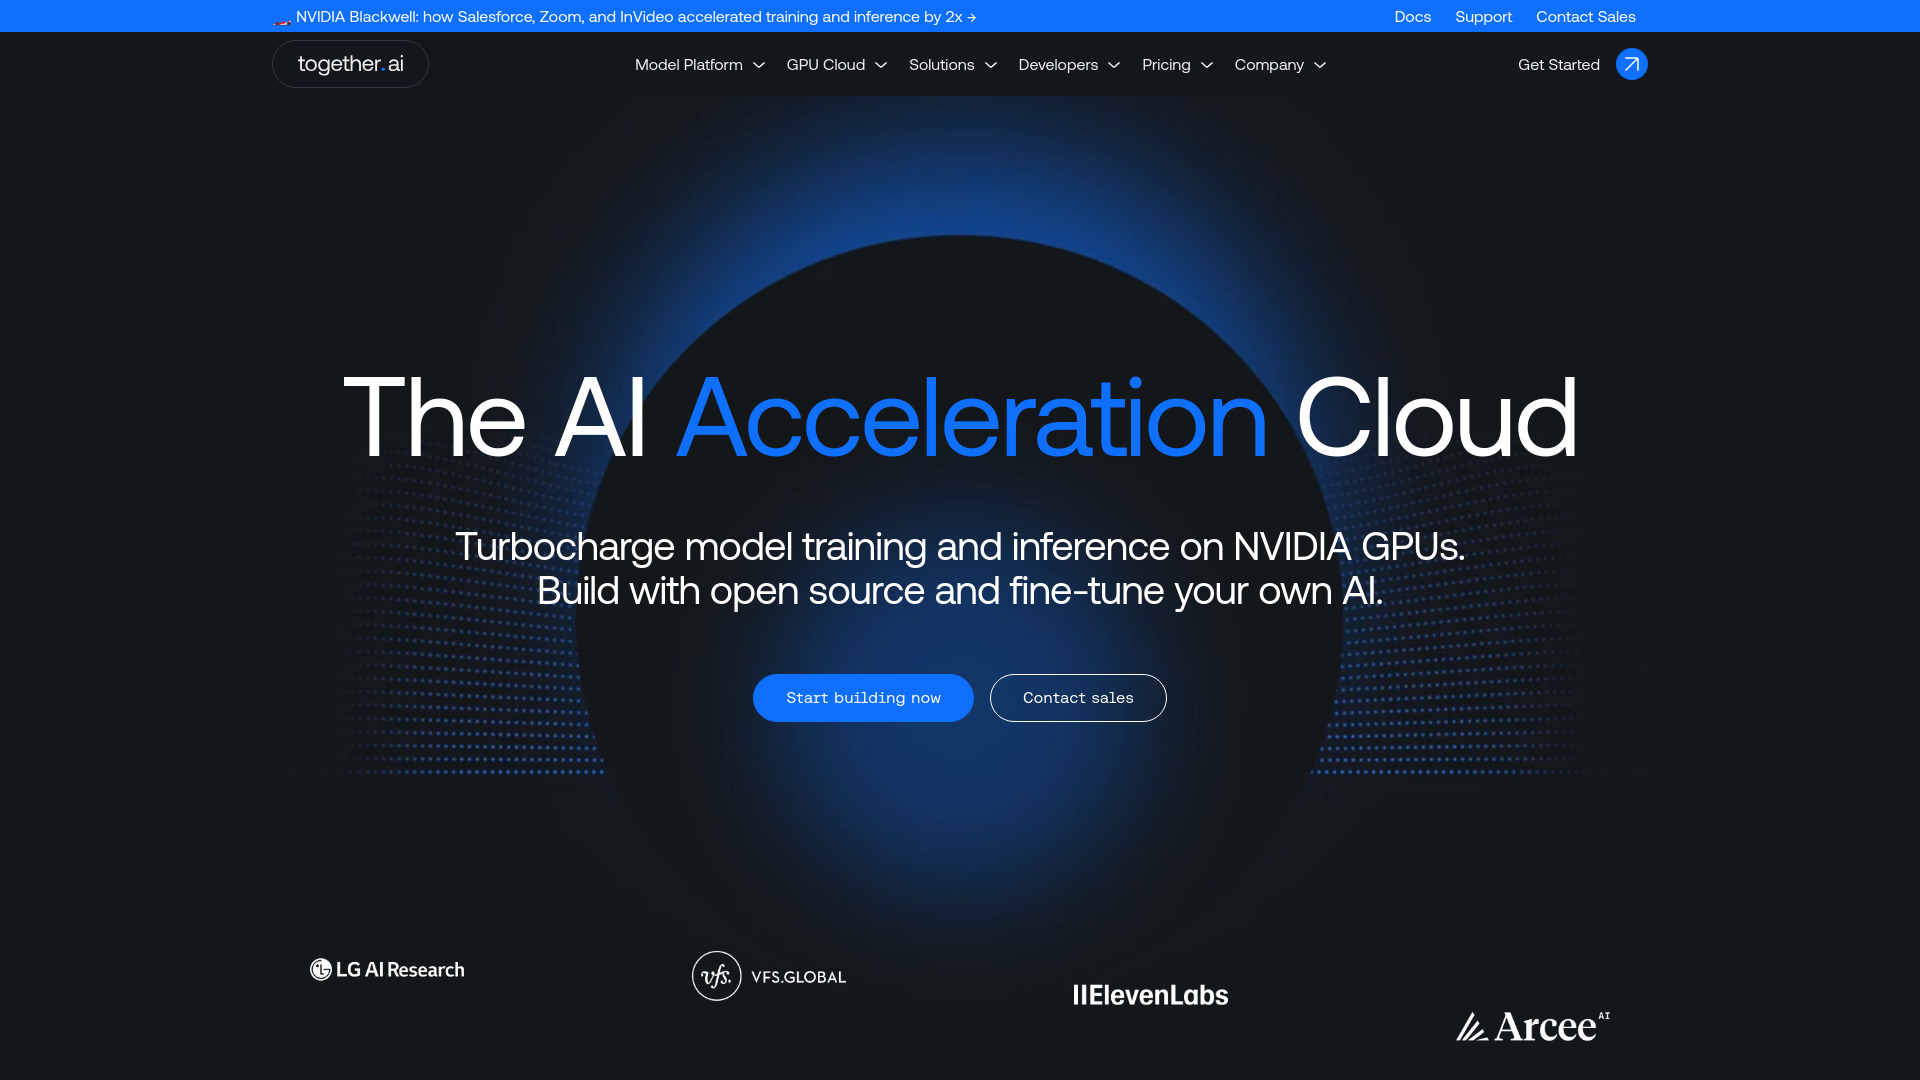 NVIDIA Blackwell: how Salesforce, Zoom, and InVideo accelerated training and inference by 2x →
Docs Support Contact Sales
together.ai
Model Platform GPU Cloud Solutions Developers Pricing Company
Get Started
The AI Acceleration Cloud
Turbocharge model training and inference on NVIDIA GPUs.
Build with open source and fine-tune your own AI.
Start building now Contact sales
LG AI Research
vfs. VFS.GLOBAL
IIElevenLabs
Arcee AI